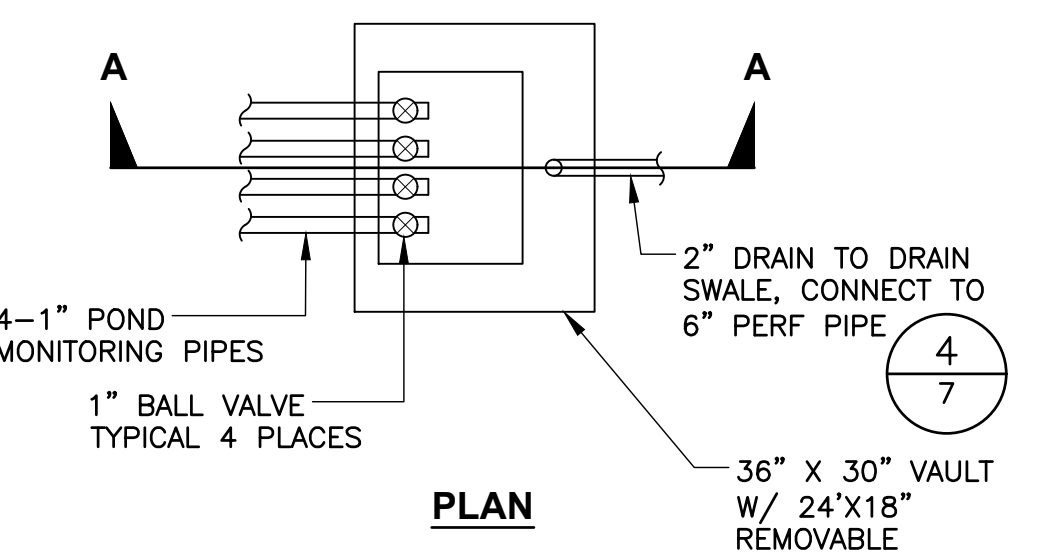 A
A
2" DRAIN TO DRAIN
SWALE, CONNECT TO
6" PERF PIPE
4
7
4-1" POND
MONITORING PIPES
1" BALL VALVE
TYPICAL 4 PLACES
36" X 30" VAULT
W/ 24'X18"
REMOVABLE
PLAN